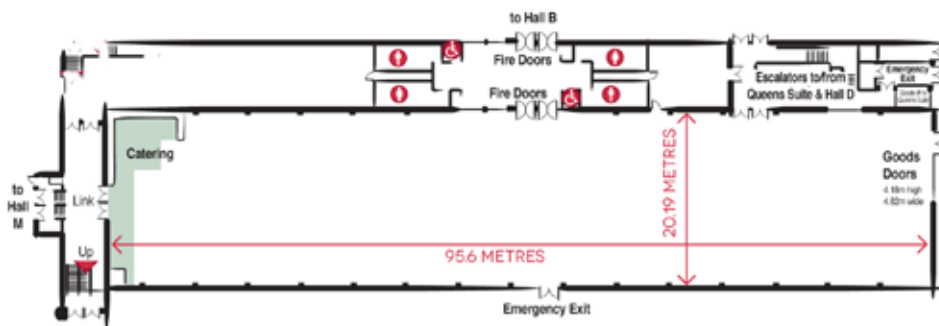 to Hall B
Fire Doors
Fire Doors
Escalators to/from
Queens Suite & Hall D
Emergency
Exit
Catering
20.19 METRES
Goods
Doors
4.18m high
4.82m wide
to
Hall
M
Link
Up
95.6 METRES
Emergency Exit